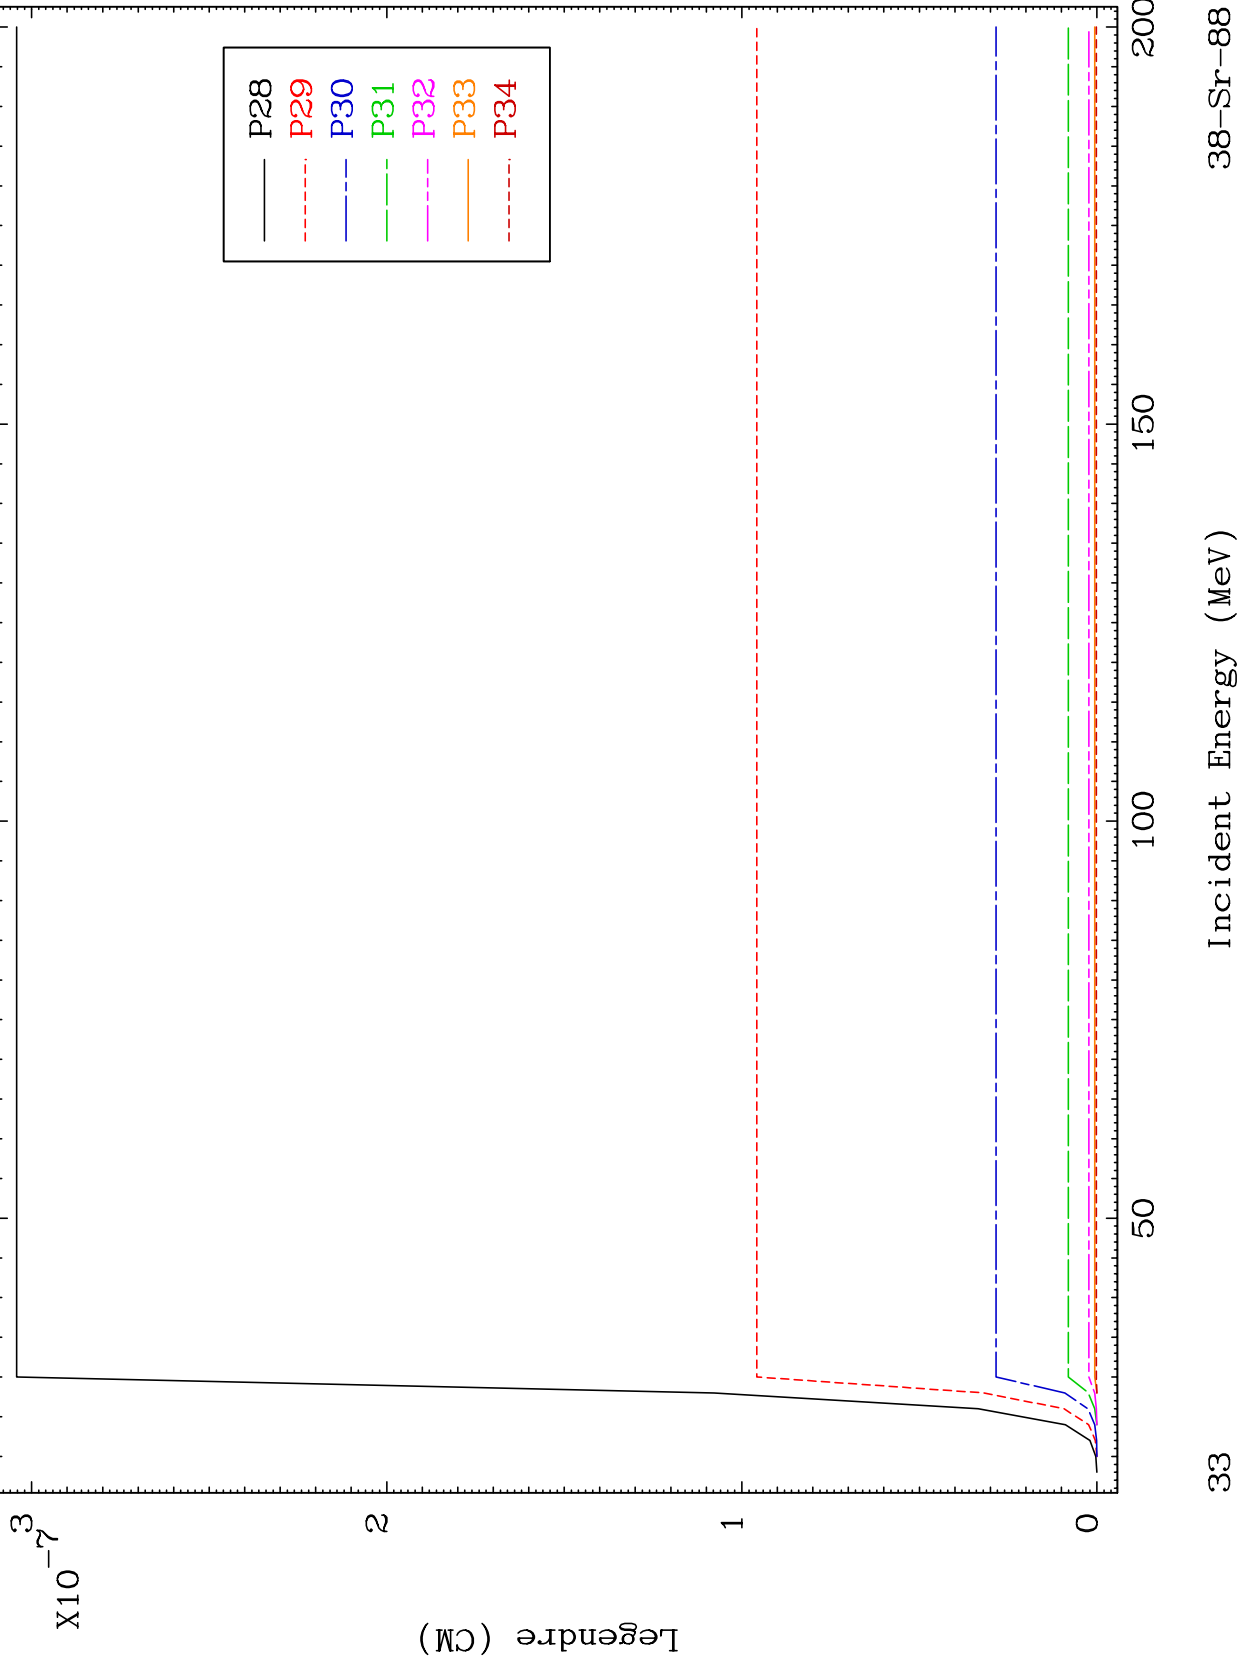 P28
P29
P30
P31
P32
P33
P34
3
2
1
0
X10
-7
Legendre (CM)
50
100
150
200
Incident Energy (MeV)
33
38-Sr-88